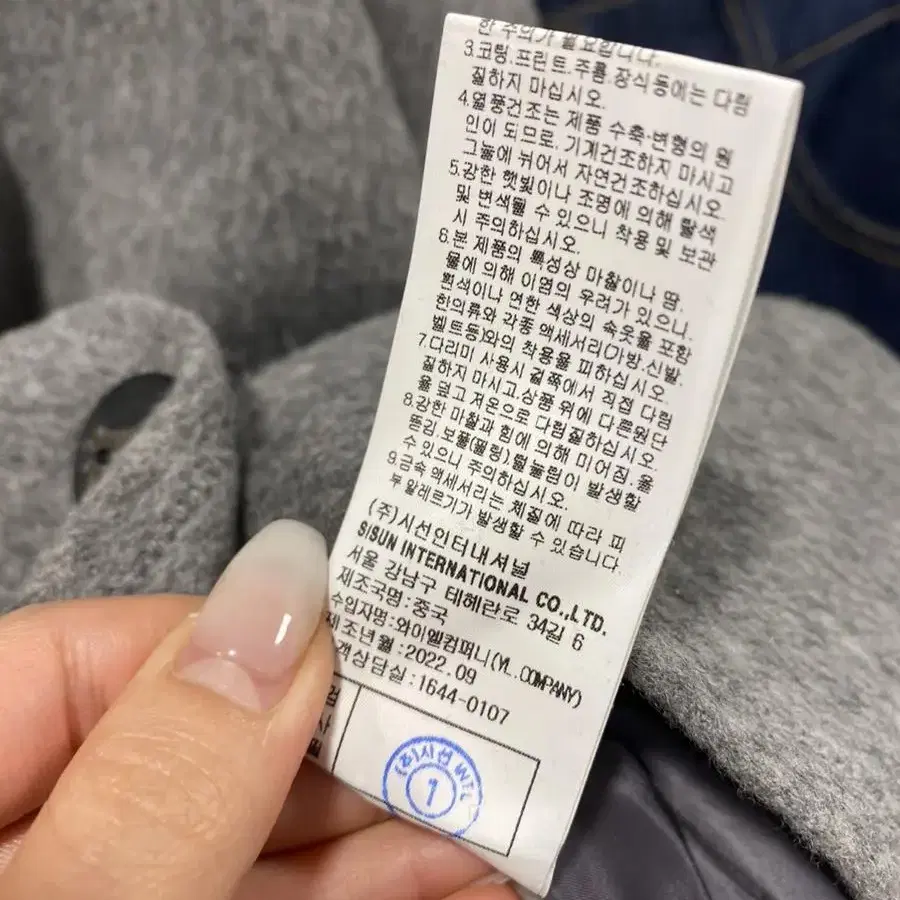 한 주의가 필요합니다.
3.코팅.프린트.주름.장식등에는 다림
질하지 마십시오.
4.열풍건조는 제품 수축·변형의 원
인이 되므로, 기계건조하지 마시고
그늘에 뉘어서 자연건조하십시오.
5.강한 햇빛이나 조명에 의해 탈색
및 변색될 수 있으니 착용 및 보관
시 주의하십시오.
6.본 제품의 특성상 마찰이나 땀,
물에 의해 이염의 우려가 있으니,
흰색이나 연한 색상의 속옷을 포함
한의류와 각종 액세서리(가방.신발.
벨트등)와의 착용을 피하십시오.
7.다리미 사용시 겉쪽에서 직접 다림
질하지 마시고,상품 위에 다른원단
을 덮고 저온으로 다림질하십시오.
8.강한 마찰과 힘에 의해 미어짐.올
뜯김.보풀(필링).털눌림이 발생할
수 있으니 주의하십시오.
9.금속 액세서리는 체질에 따라 피
부 알레르기가 발생할 수 있습니다.
(주)시선인터내셔널
SISUN INTERNATIONAL CO.,LTD.
서울 강남구 테헤란로 34길 6
제조국명:중국
수입자명:와이엘컴퍼니(YL COMPANY)
제조년월:2022.09
객상담실:1644-0107
검
사
필
(주)시선 INT'L
1